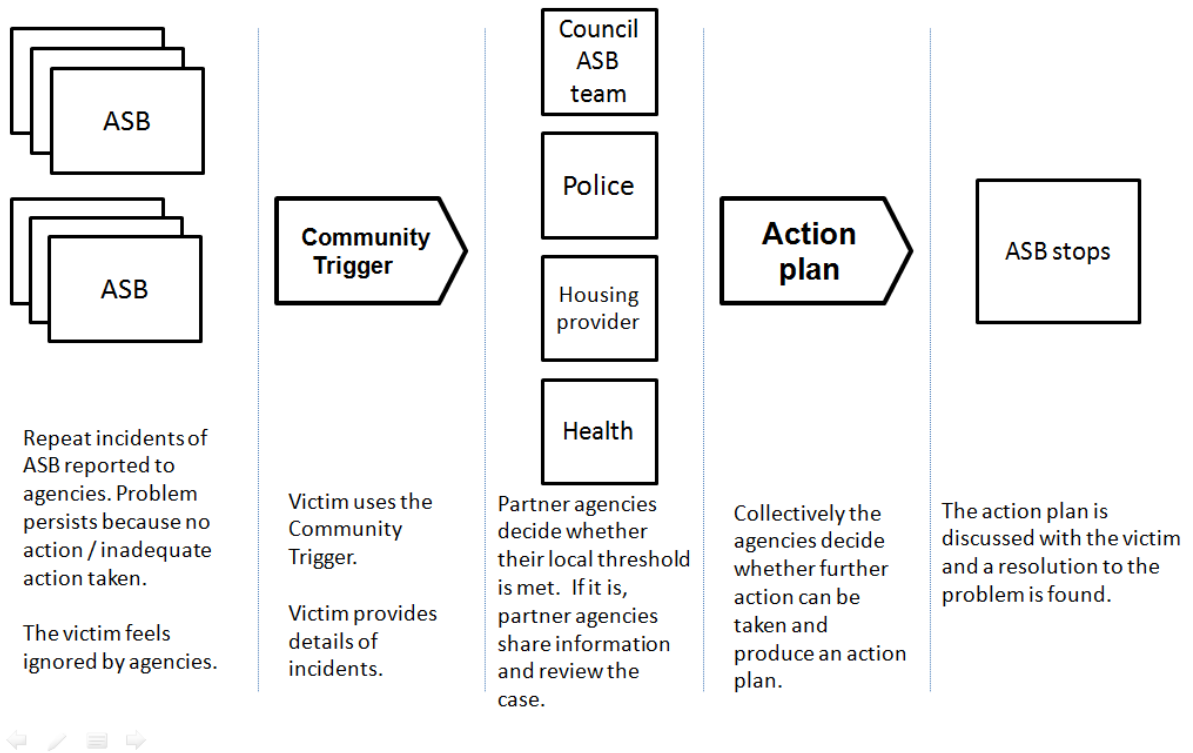 ASB
ASB
Repeat incidents of
ASB reported to
agencies. Problem
persists because no
action / inadequate
action taken.
The victim feels
ignored by agencies.
Community
Trigger
Victim uses the
Community
Trigger.
Victim provides
details of
incidents.
Council
ASB
team
Police
Housing
provider
Health
Partner agencies
decide whether
their local threshold
is met.  If it is,
partner agencies
share information
and review the
case.
Action
plan
Collectively the
agencies decide
whether further
action can be
taken and
produce an action
plan.
ASB stops
The action plan is
discussed with the victim
and a resolution to the
problem is found.